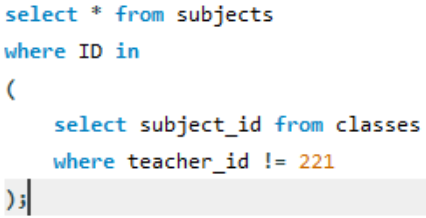 select * from subjects
where ID in
(
    select subject_id from classes
    where teacher_id != 221
);